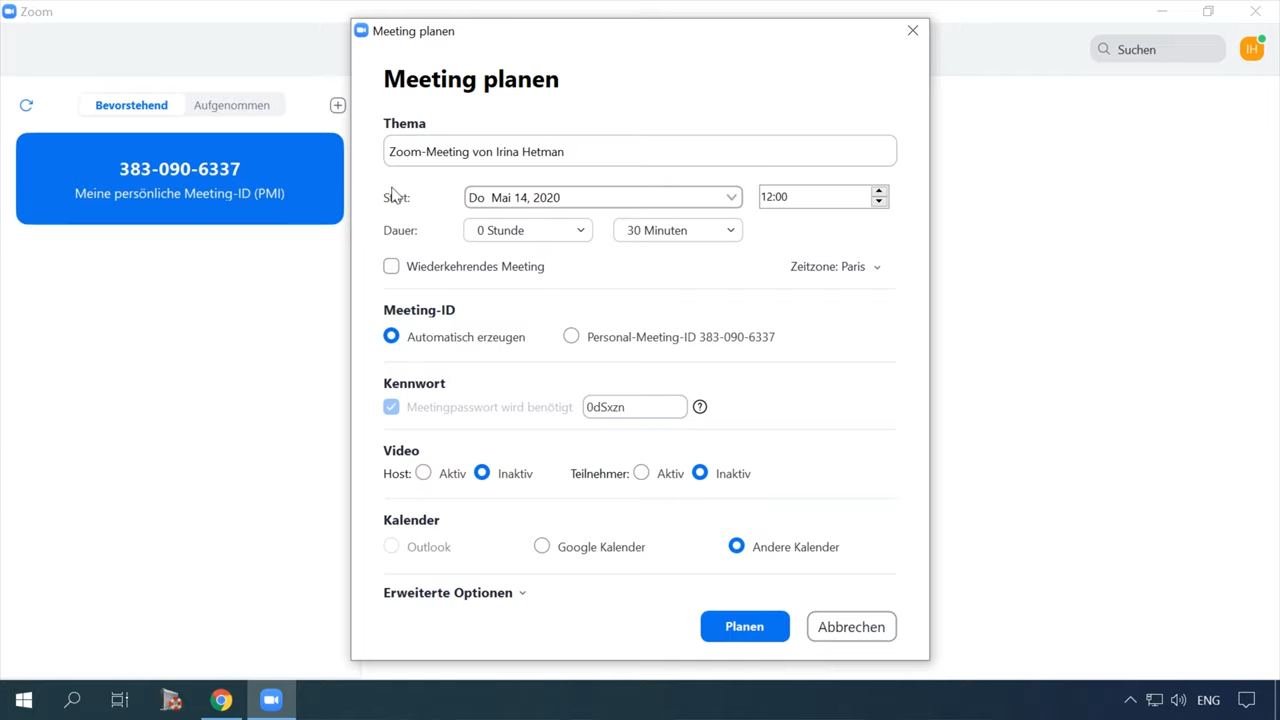 Zoom
Meeting planen
Suchen
IH
Bevorstehend Aufgenommen
383-090-6337
Meine persönliche Meeting-ID (PMI)
Meeting planen
Thema
Zoom-Meeting von Irina Hetman
Start: Do Mai 14, 2020 12:00
Dauer: 0 Stunde 30 Minuten
Wiederkehrendes Meeting Zeitzone: Paris
Meeting-ID
Automatisch erzeugen Personal-Meeting-ID 383-090-6337
Kennwort
Meetingpasswort wird benötigt 0dSxzn
Video
Host: Aktiv Inaktiv Teilnehmer: Aktiv Inaktiv
Kalender
Outlook Google Kalender Andere Kalender
Erweiterte Optionen
Planen Abbrechen
ENG